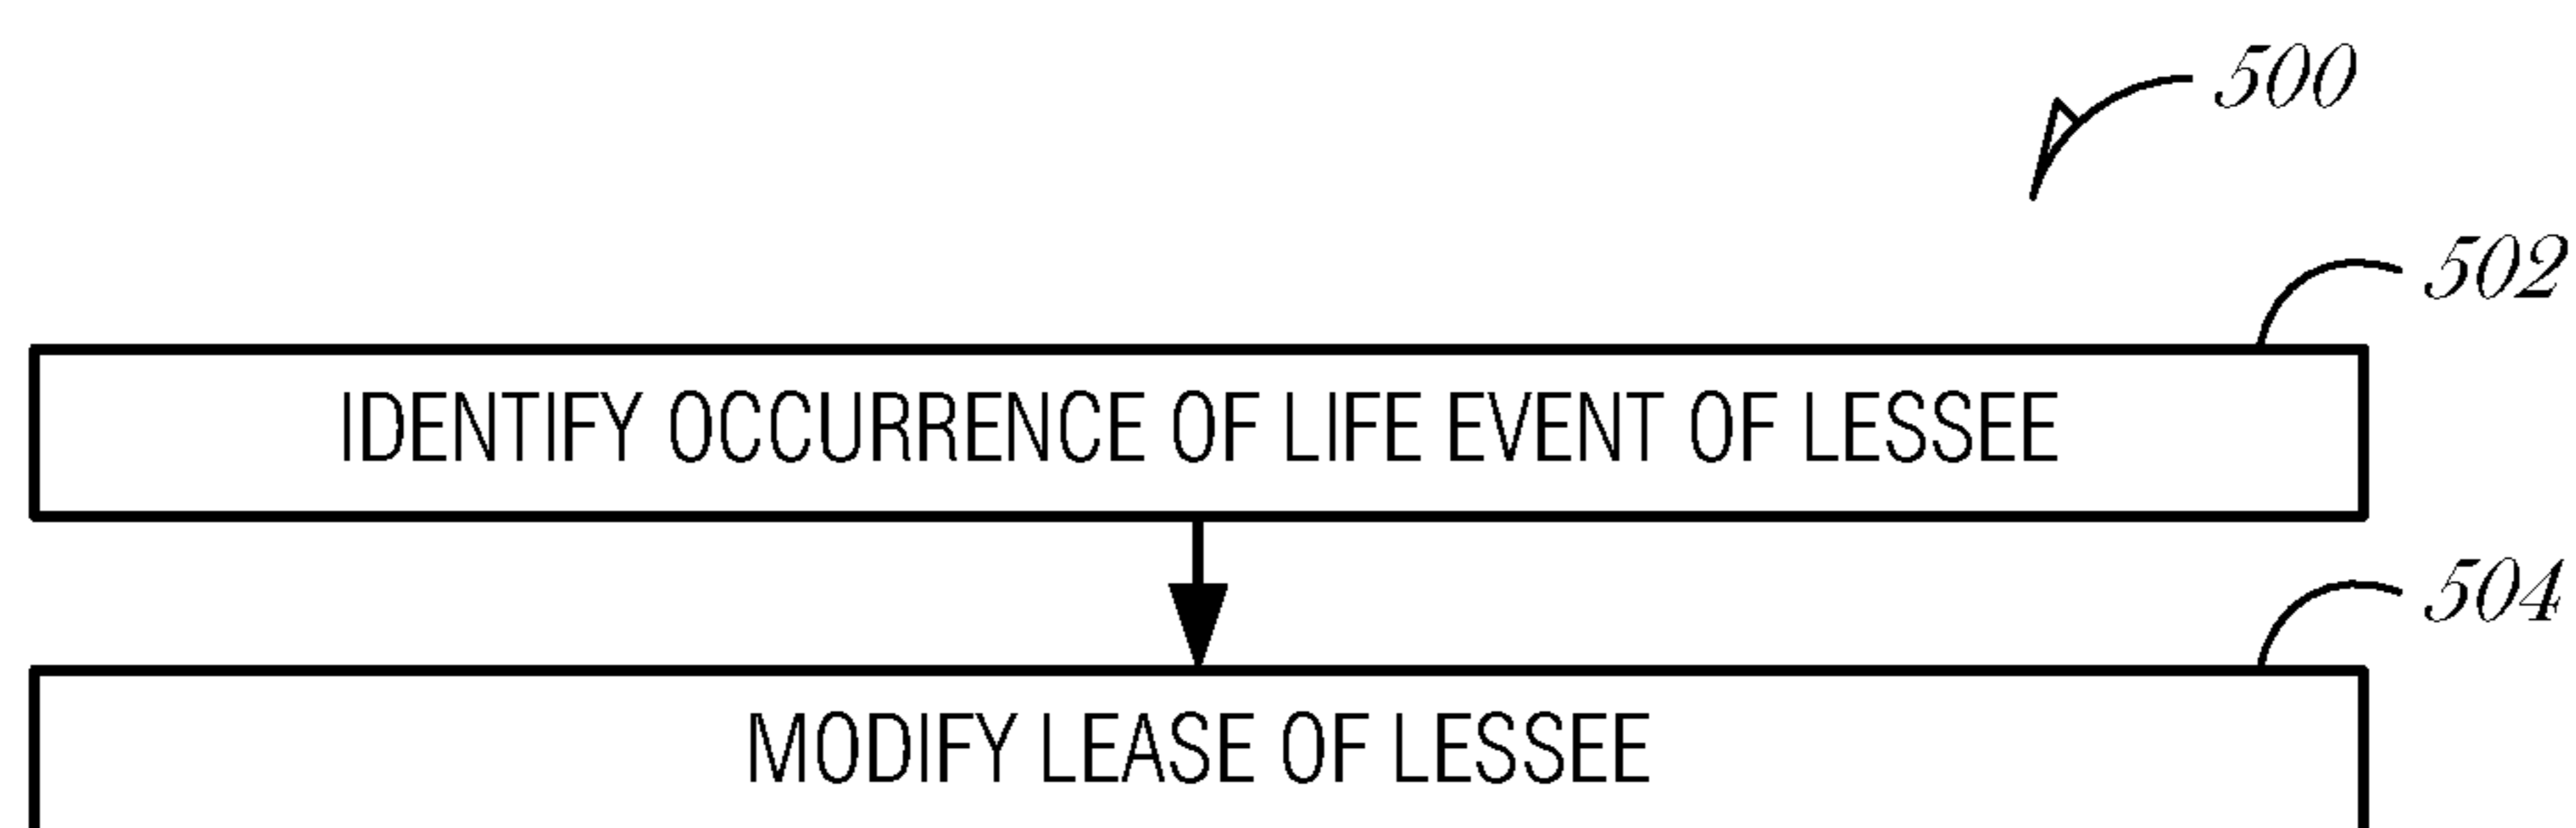 500
502
IDENTIFY OCCURRENCE OF LIFE EVENT OF LESSEE
504
MODIFY LEASE OF LESSEE